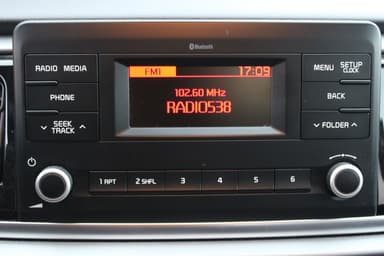 Bluetooth
RADIO MEDIA
FM1 17:09
MENU SETUP
CLOCK
102.60 MHz
PHONE
RADIO538
BACK
SEEK
TRACK
FOLDER
1 RPT 2 SHFL 3 4 5 6